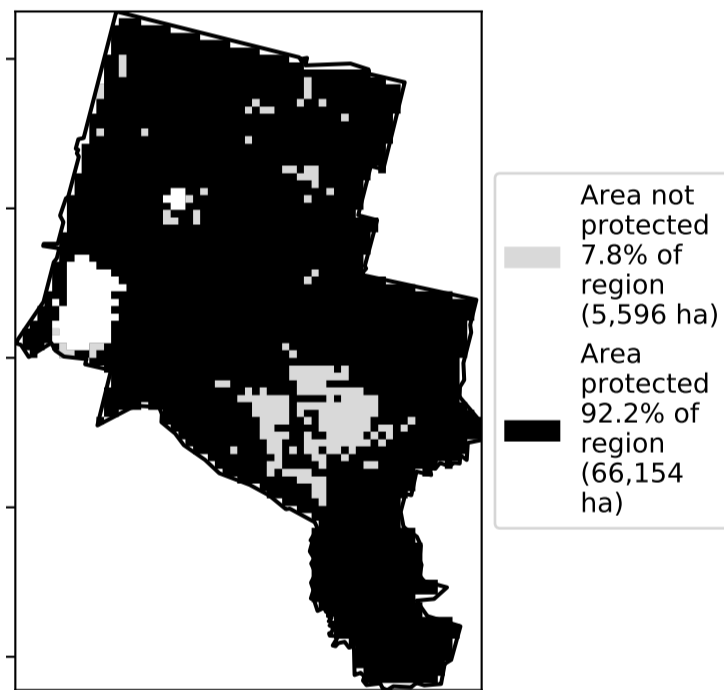 Area not
protected
7.8% of
region
(5,596 ha)
Area
protected
92.2% of
region
(66,154
ha)